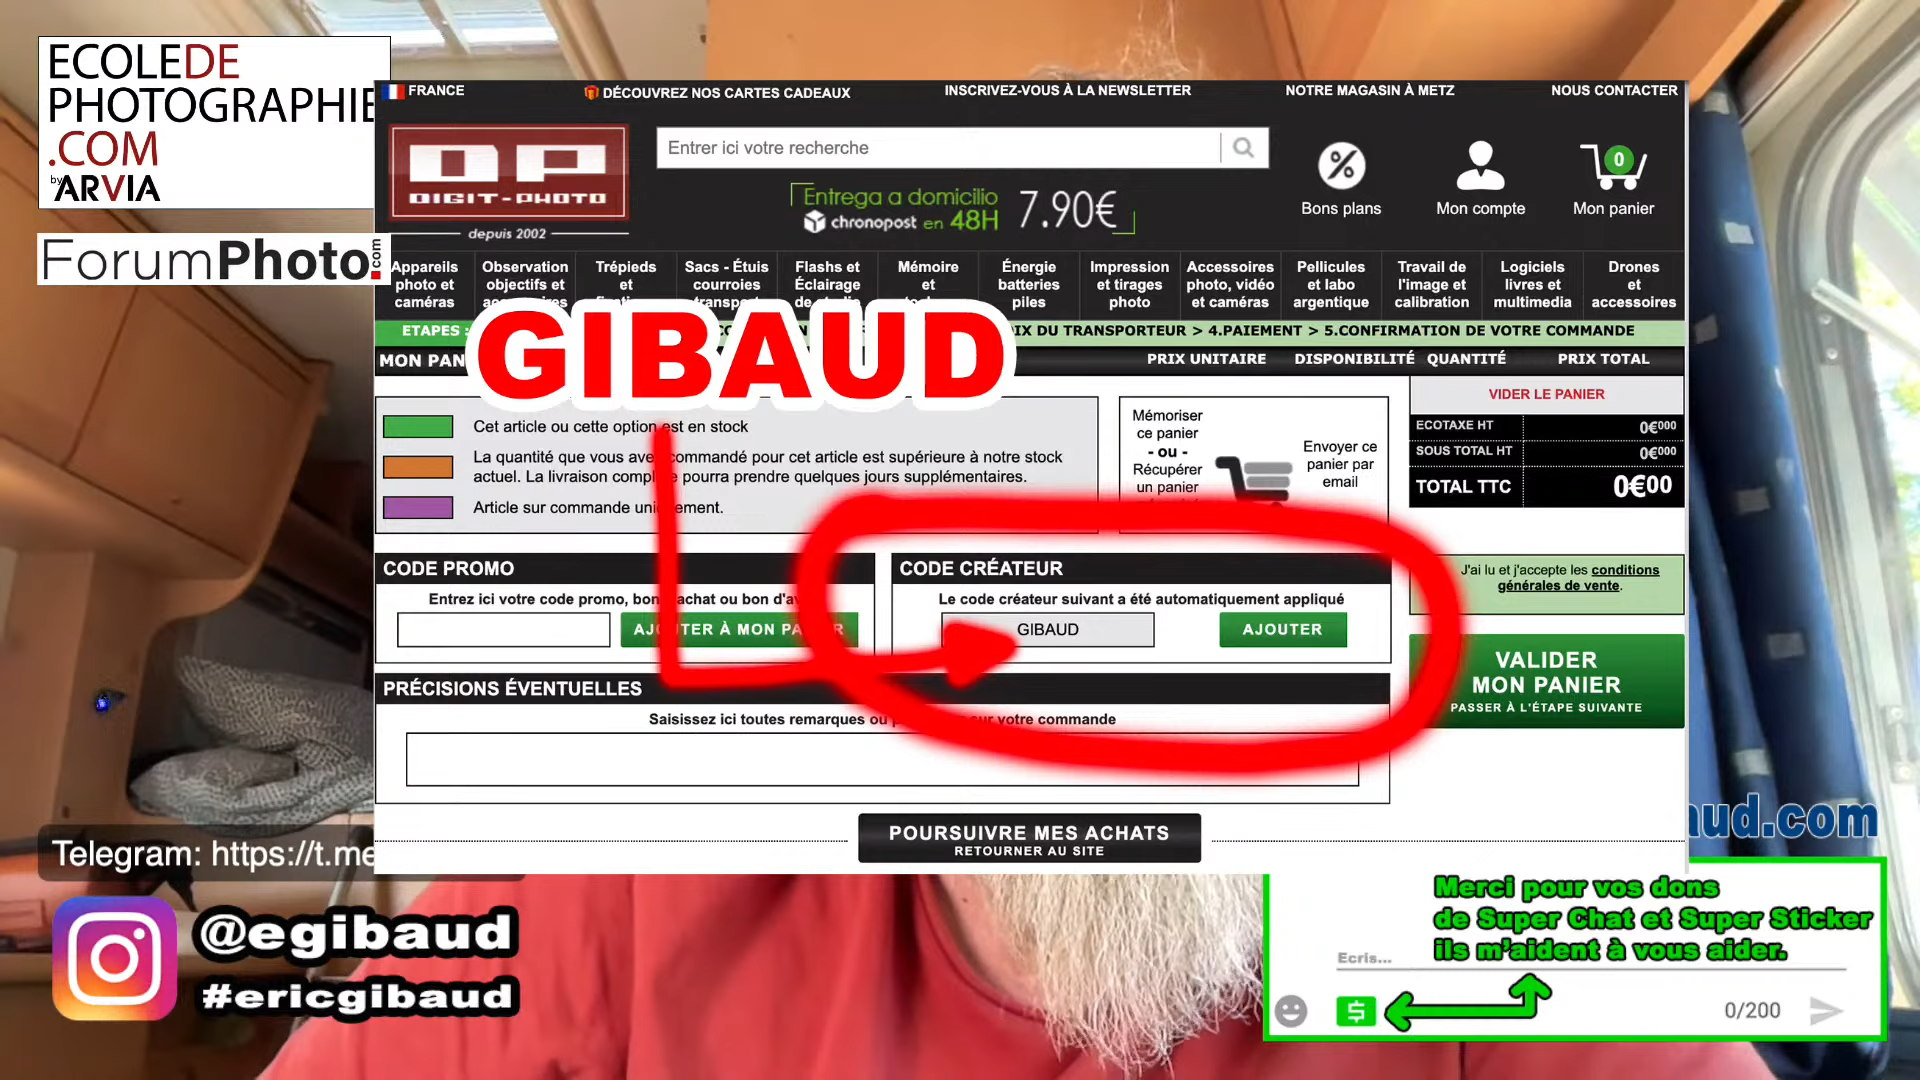 ECOLEDE
PHOTOGRAPHIE
.COM
by ARVIA
ForumPhoto.com
FRANCE
DÉCOUVREZ NOS CARTES CADEAUX
INSCRIVEZ-VOUS À LA NEWSLETTER
NOTRE MAGASIN À METZ
NOUS CONTACTER
DP
DIGIT-PHOTO
depuis 2002
Entrer ici votre recherche
Entrega a domicilio
chronopost en 48H
7.90€
Bons plans
Mon compte
0
Mon panier
Appareils
photo et
caméras
Observation
objectifs et
Trépieds
et
Sacs - Étuis
courroies
transport
Flashs et
Éclairage
de
Mémoire
et
Énergie
batteries
piles
Impression
et tirages
photo
Accessoires
photo, vidéo
et caméras
Pellicules
et labo
argentique
Travail de
l'image et
calibration
Logiciels
livres et
multimedia
Drones
et
accessoires
ETAPES :
DU TRANSPORTEUR > 4.PAIEMENT > 5.CONFIRMATION DE VOTRE COMMANDE
GIBAUD
MON PAN
PRIX UNITAIRE
DISPONIBILITÉ
QUANTITÉ
PRIX TOTAL
Cet article ou cette option est en stock
La quantité que vous avez commandé pour cet article est supérieure à notre stock
actuel. La livraison complète pourra prendre quelques jours supplémentaires.
Article sur commande uniquement.
Mémoriser
ce panier
- ou -
Récupérer
un panier
Envoyer ce
panier par
email
VIDER LE PANIER
ECOTAXE HT 0€000
SOUS TOTAL HT 0€000
TOTAL TTC 0€00
CODE PROMO
Entrez ici votre code promo, bon d'achat ou bon d'av
AJOUTER À MON PANIER
CODE CRÉATEUR
Le code créateur suivant a été automatiquement appliqué
GIBAUD
AJOUTER
J'ai lu et j'accepte les conditions
générales de vente.
VALIDER
MON PANIER
PASSER À L'ÉTAPE SUIVANTE
PRÉCISIONS ÉVENTUELLES
Saisissez ici toutes remarques ou sur votre commande
POURSUIVRE MES ACHATS
RETOURNER AU SITE
Telegram: https://t.me
aud.com
@egibaud
#ericgibaud
Merci pour vos dons
de Super Chat et Super Sticker
ils m'aident à vous aider.
Ecris...
$
0/200